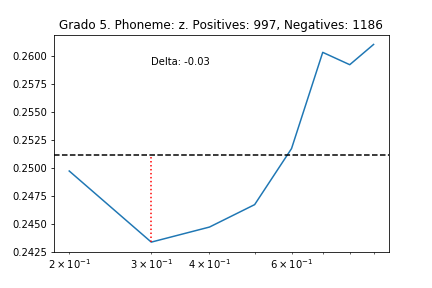 Grado 5. Phoneme: z. Positives: 997, Negatives: 1186
Delta: -0.03
0.2600
0.2575
0.2550
0.2525
0.2500
0.2475
0.2450
0.2425
2 × 10⁻¹ 3 × 10⁻¹ 4 × 10⁻¹ 6 × 10⁻¹